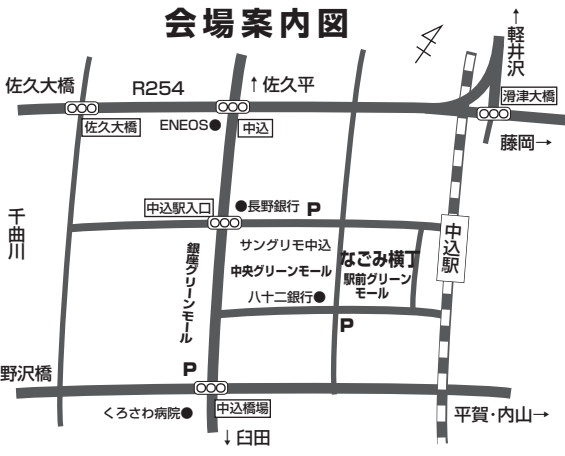 会場案内図
↑軽井沢
佐久大橋
R254
↑佐久平
滑津大橋
佐久大橋
ENEOS●
中込
藤岡→
千曲川
中込駅入口
●長野銀行
P
中込駅
銀座グリーンモール
サングリモ中込
中央グリーンモール
八十二銀行●
なごみ横丁
駅前グリーン
モール
P
野沢橋
P
くろさわ病院●
中込橋場
平賀・内山→
↓臼田